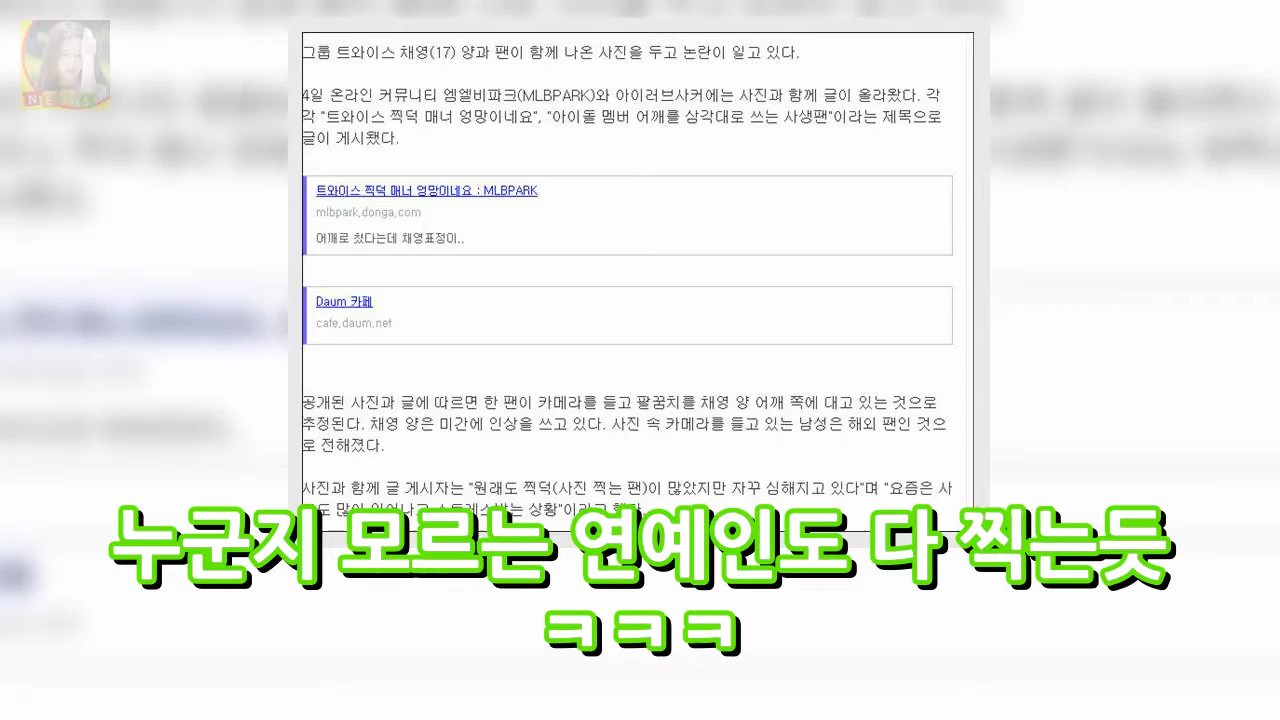 NEWS
그룹 트와이스 채영(17) 양과 팬이 함께 나온 사진을 두고 논란이 일고 있다.
4일 온라인 커뮤니티 엠엘비파크(MLBPARK)와 아이러브사커에는 사진과 함께 글이 올라왔다. 각
각 "트와이스 찍덕 매너 엉망이네요", "아이돌 멤버 어깨를 삼각대로 쓰는 사생팬"이라는 제목으로
글이 게시됐다.
트와이스 찍덕 매너 엉망이네요 : MLBPARK
mlbpark.donga.com
어깨로 쳤다는데 채영표정이..
Daum 카페
cafe.daum.net
공개된 사진과 글에 따르면 한 팬이 카메라를 들고 팔꿈치를 채영 양 어깨 쪽에 대고 있는 것으로
추정된다. 채영 양은 미간에 인상을 쓰고 있다. 사진 속 카메라를 들고 있는 남성은 해외 팬인 것으
로 전해졌다.
사진과 함께 글 게시자는 "원래도 찍덕(사진 찍는 팬)이 많았지만 자꾸 심해지고 있다"며 "요즘은 사
누군지 모르는 연예인도 다 찍는듯
ㅋㅋㅋ